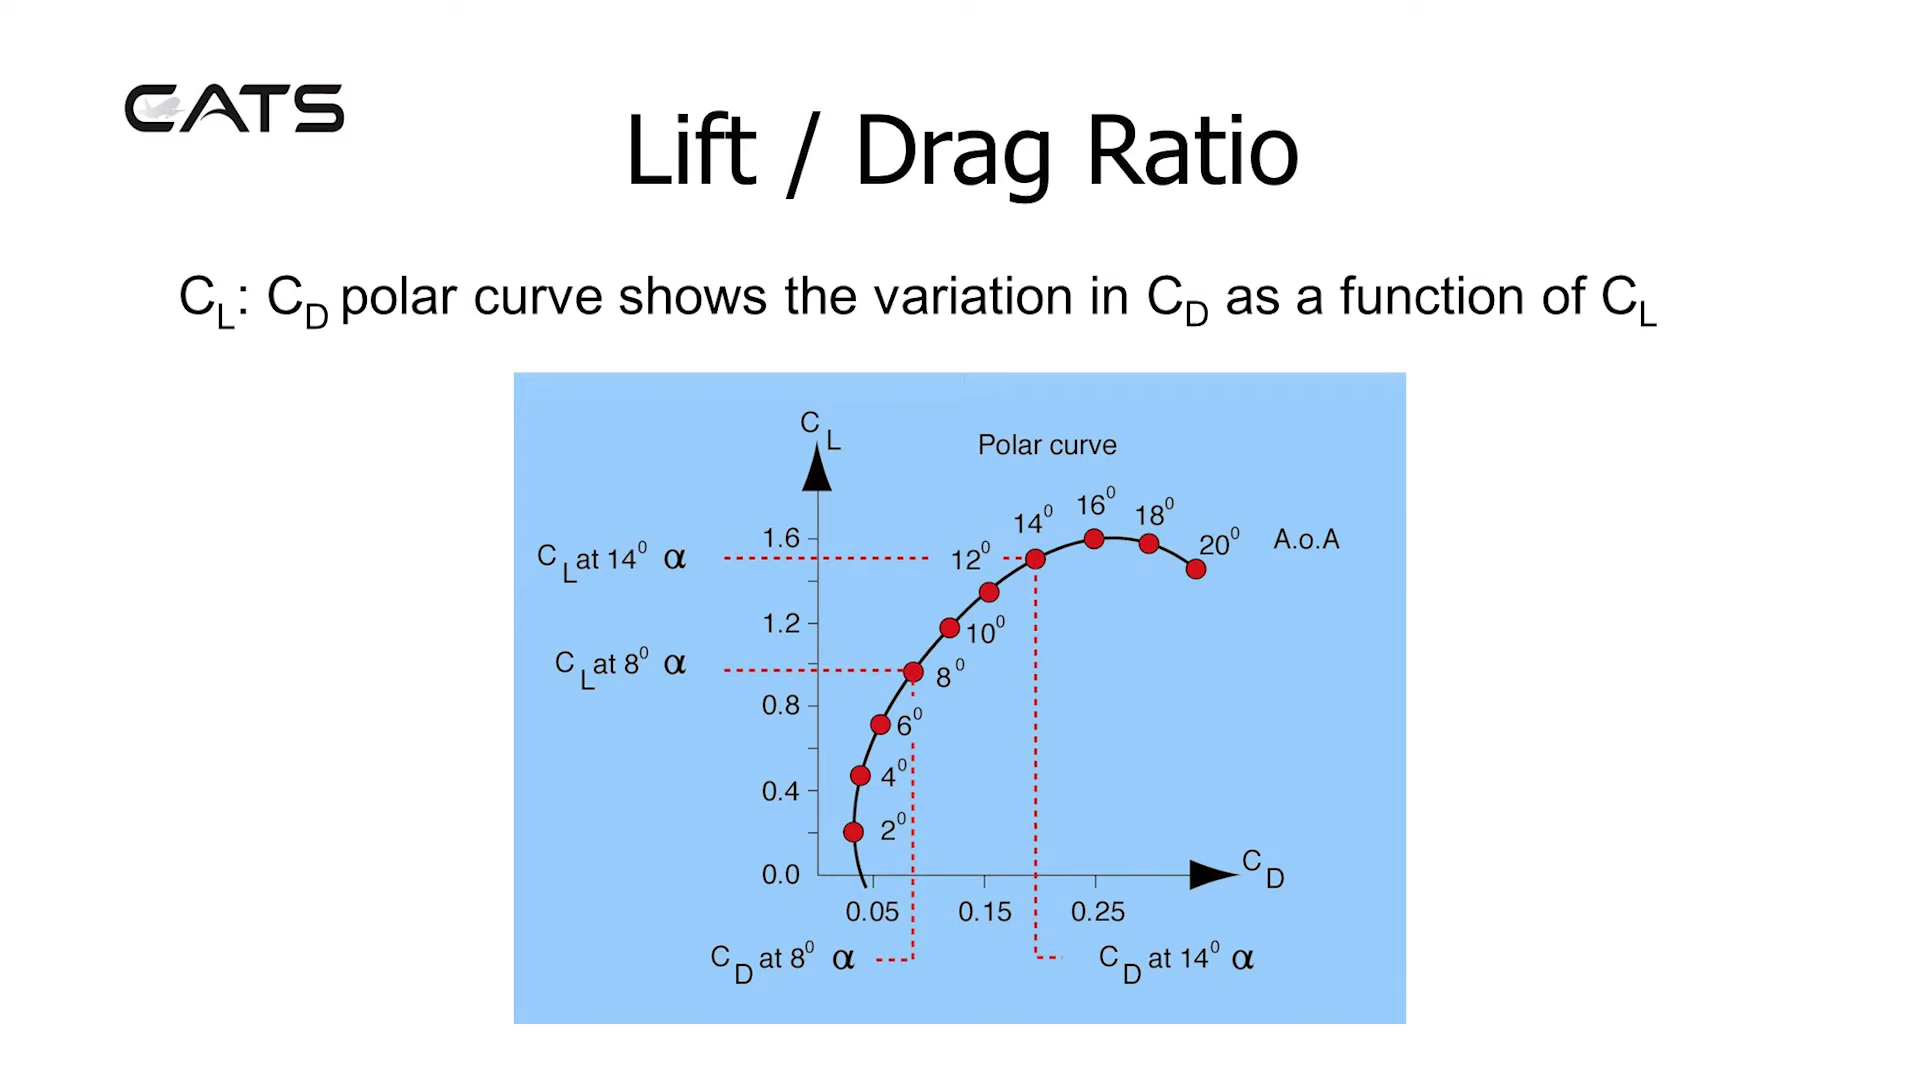 CATS
Lift / Drag Ratio
CL: CD polar curve shows the variation in CD as a function of CL
CL
Polar curve
14⁰ 16⁰ 18⁰ 20⁰ A.o.A
1.6
CL at 14⁰ α
12⁰
1.2
10⁰
CL at 8⁰ α
8⁰
0.8
6⁰
4⁰
0.4
2⁰
0.0
CD
0.05 0.15 0.25
CD at 8⁰ α
CD at 14⁰ α